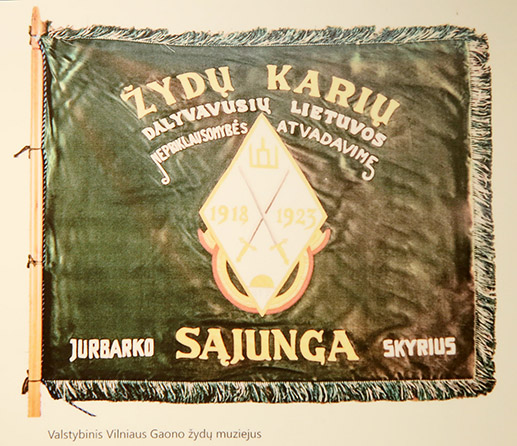 ŽYDŲ KARIŲ
DALYVAVUSIŲ LIETUVOS
NEPRIKLAUSOMYBĖS ATVADAVIME
1918 1923
JURBARKO SĄJUNGA SKYRIUS
Valstybinis Vilniaus Gaono žydų muziejus